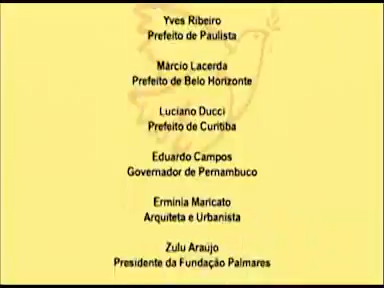 Yves Ribeiro
Prefeito de Paulista
Márcio Lacerda
Prefeito de Belo Horizonte
Luciano Ducci
Prefeito de Curitiba
Eduardo Campos
Governador de Pernambuco
Erminia Maricato
Arquiteta e Urbanista
Zulu Araújo
Presidente da Fundação Palmares